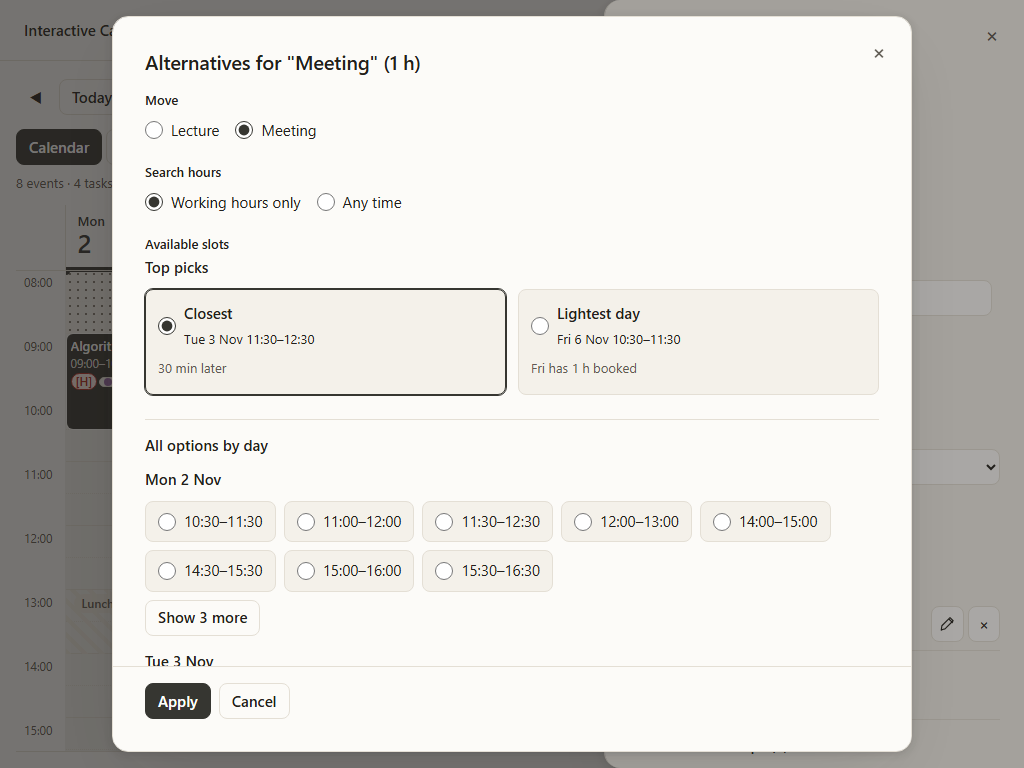 Interactive Ca
×
Alternatives for "Meeting" (1 h)
×
Move
Lecture
Meeting
Search hours
Working hours only
Any time
Available slots
Top picks
Closest
Tue 3 Nov 11:30–12:30
30 min later
Lightest day
Fri 6 Nov 10:30–11:30
Fri has 1 h booked
All options by day
Mon 2 Nov
10:30–11:30
11:00–12:00
11:30–12:30
12:00–13:00
14:00–15:00
14:30–15:30
15:00–16:00
15:30–16:30
Show 3 more
Tue 3 Nov
Apply
Cancel
◀
Today
Calendar
8 events · 4 tasks
Mon
2
08:00
09:00
10:00
11:00
12:00
13:00
14:00
15:00
Algorit
09:00–1
[H]
Lunch
×